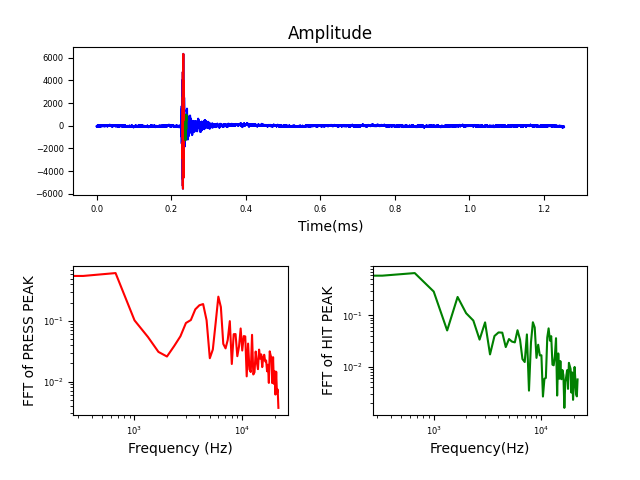 Amplitude
6000
4000
2000
0
−2000
−4000
−6000
0.0 0.2 0.4 0.6 0.8 1.0 1.2
Time(ms)
FFT of PRESS PEAK
10⁻¹
10⁻²
10³ 10⁴
Frequency (Hz)
FFT of HIT PEAK
10⁻¹
10⁻²
10³ 10⁴
Frequency(Hz)